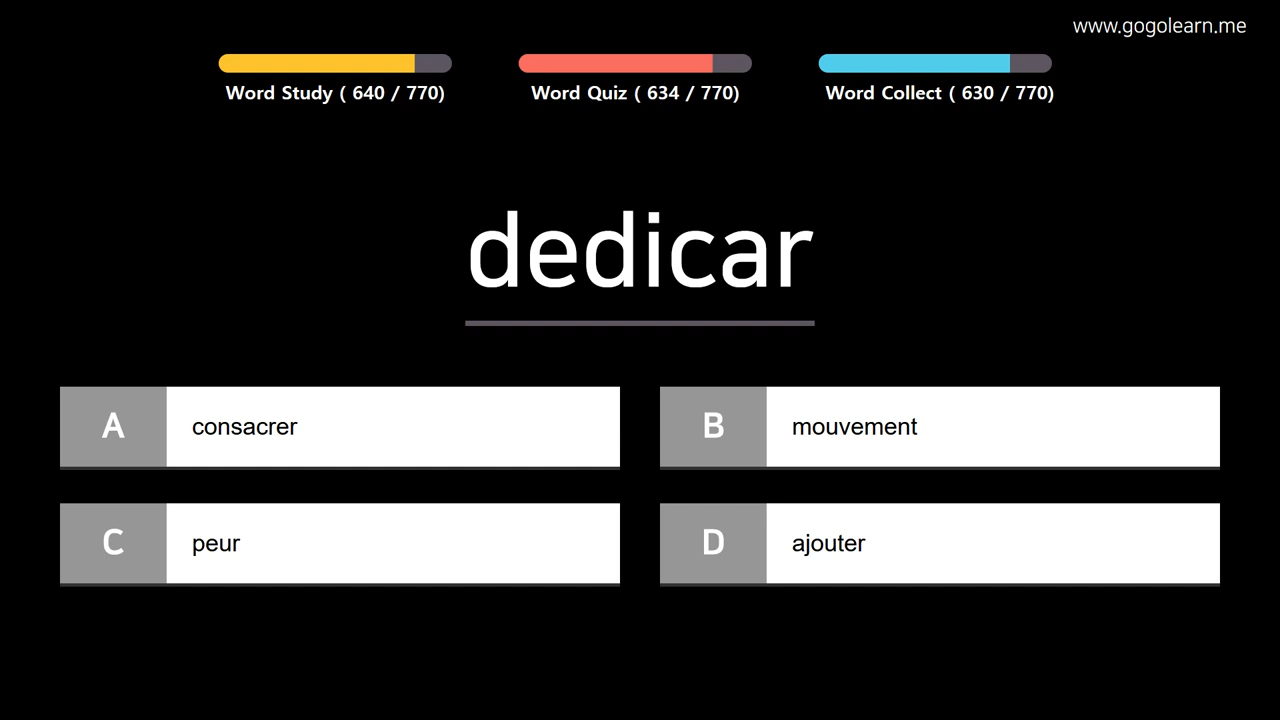 www.gogolearn.me
Word Study ( 640 / 770)
Word Quiz ( 634 / 770)
Word Collect ( 630 / 770)
dedicar
A
consacrer
B
mouvement
C
peur
D
ajouter